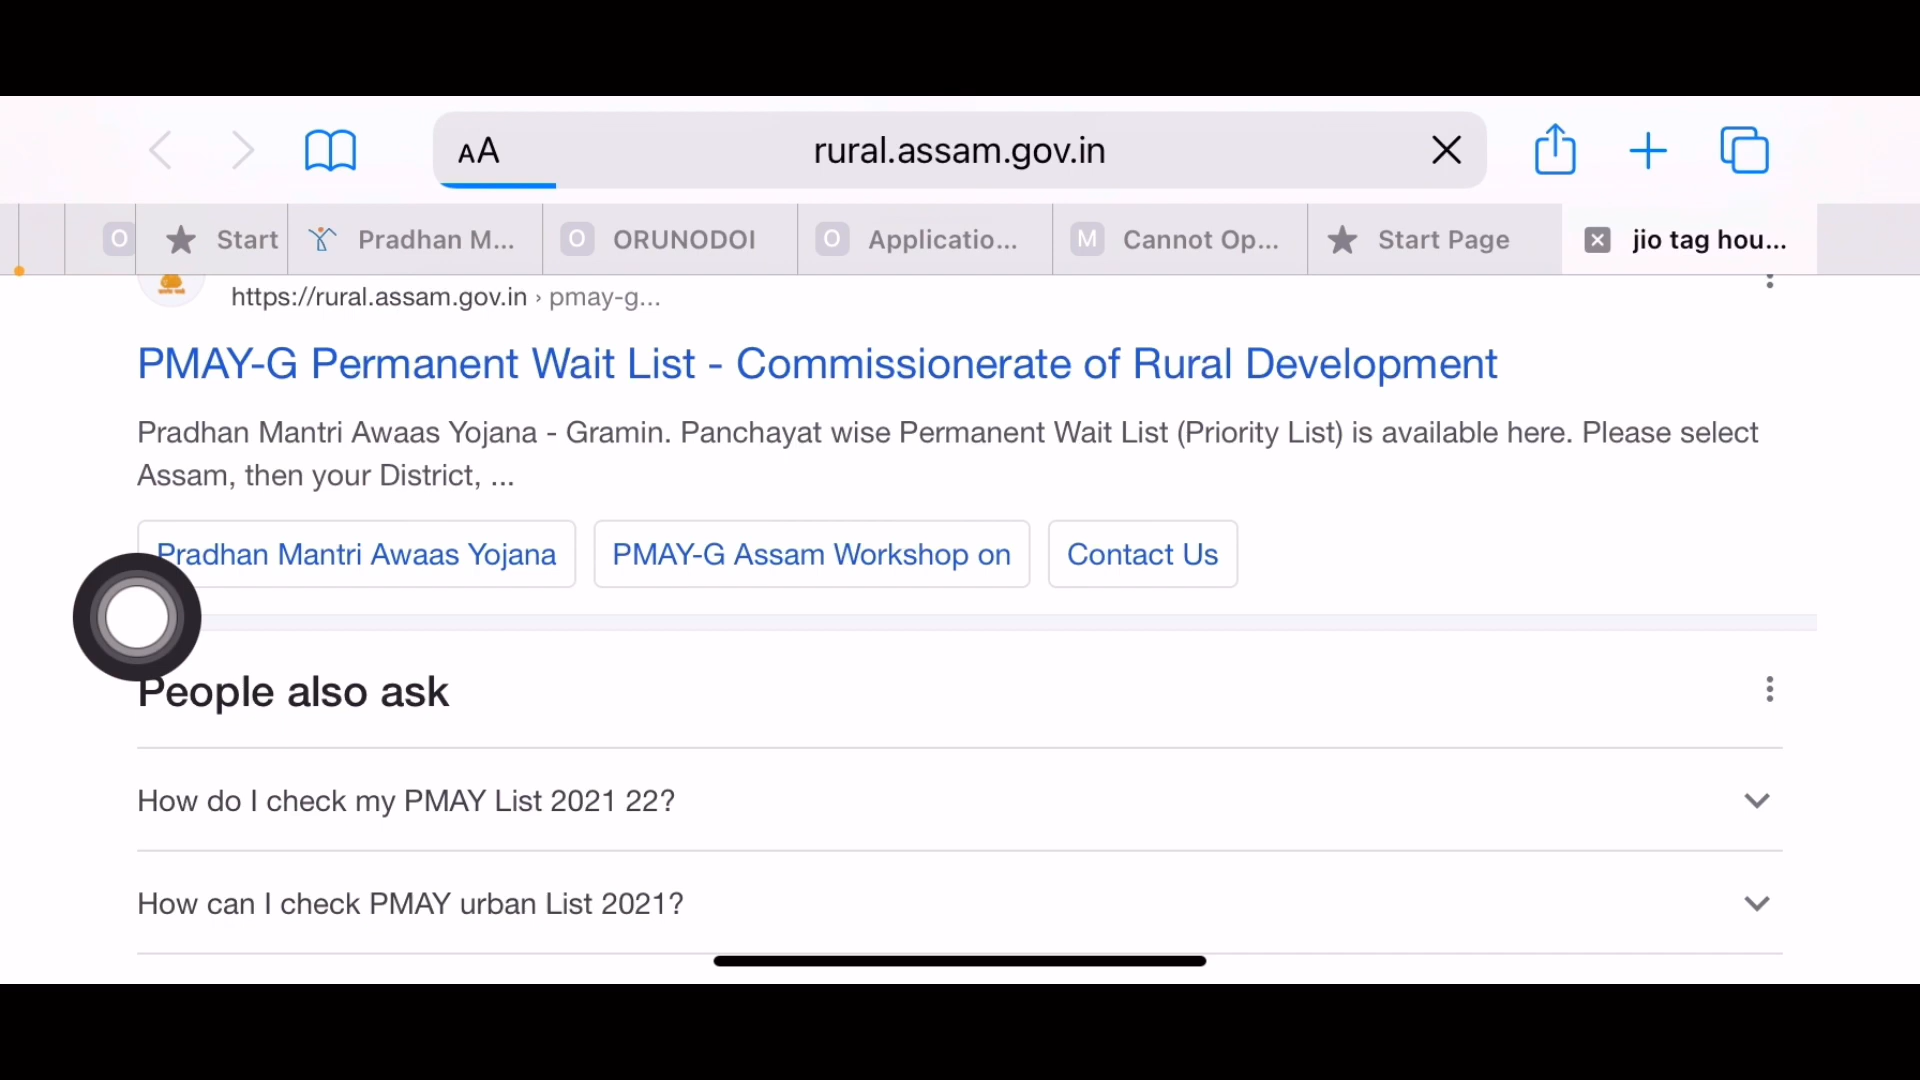 AA
rural.assam.gov.in
O
Start
Pradhan M...
O
ORUNODOI
O
Applicatio...
M
Cannot Op...
Start Page
jio tag hou...
https://rural.assam.gov.in › pmay-g...
PMAY-G Permanent Wait List - Commissionerate of Rural Development
Pradhan Mantri Awaas Yojana - Gramin. Panchayat wise Permanent Wait List (Priority List) is available here. Please select
Assam, then your District, ...
Pradhan Mantri Awaas Yojana
PMAY-G Assam Workshop on
Contact Us
People also ask
How do I check my PMAY List 2021 22?
How can I check PMAY urban List 2021?